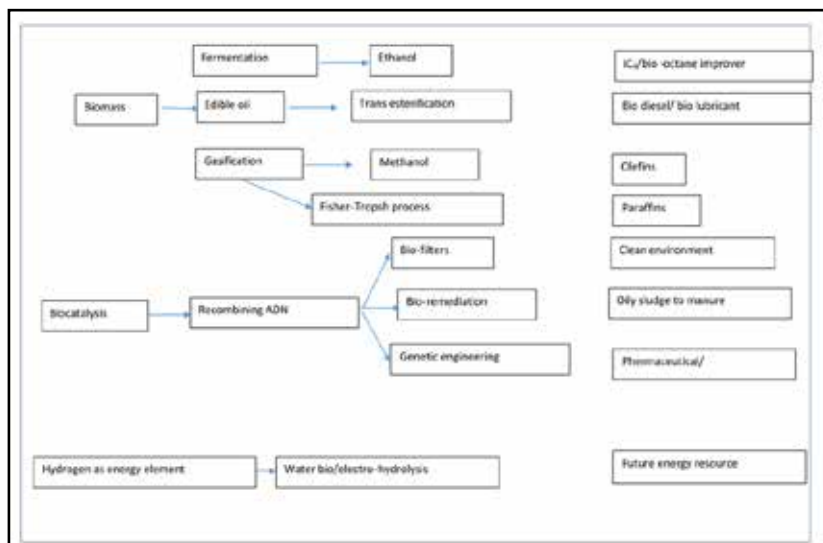 Fermentation Ethanol IC₄/bio -octane improver
Biomass Edible oil Trans esterification Bio diesel/ bio lubricant
Gasification Methanol Olefins
Fisher-Tropsh process Paraffins
Bio-filters Clean environment
Biocatalysis Recombining ADN Bio-remediation Oily sludge to manure
Genetic engineering Pharmaceutical/
Hydrogen as energy element Water bio/electro-hydrolysis Future energy resource